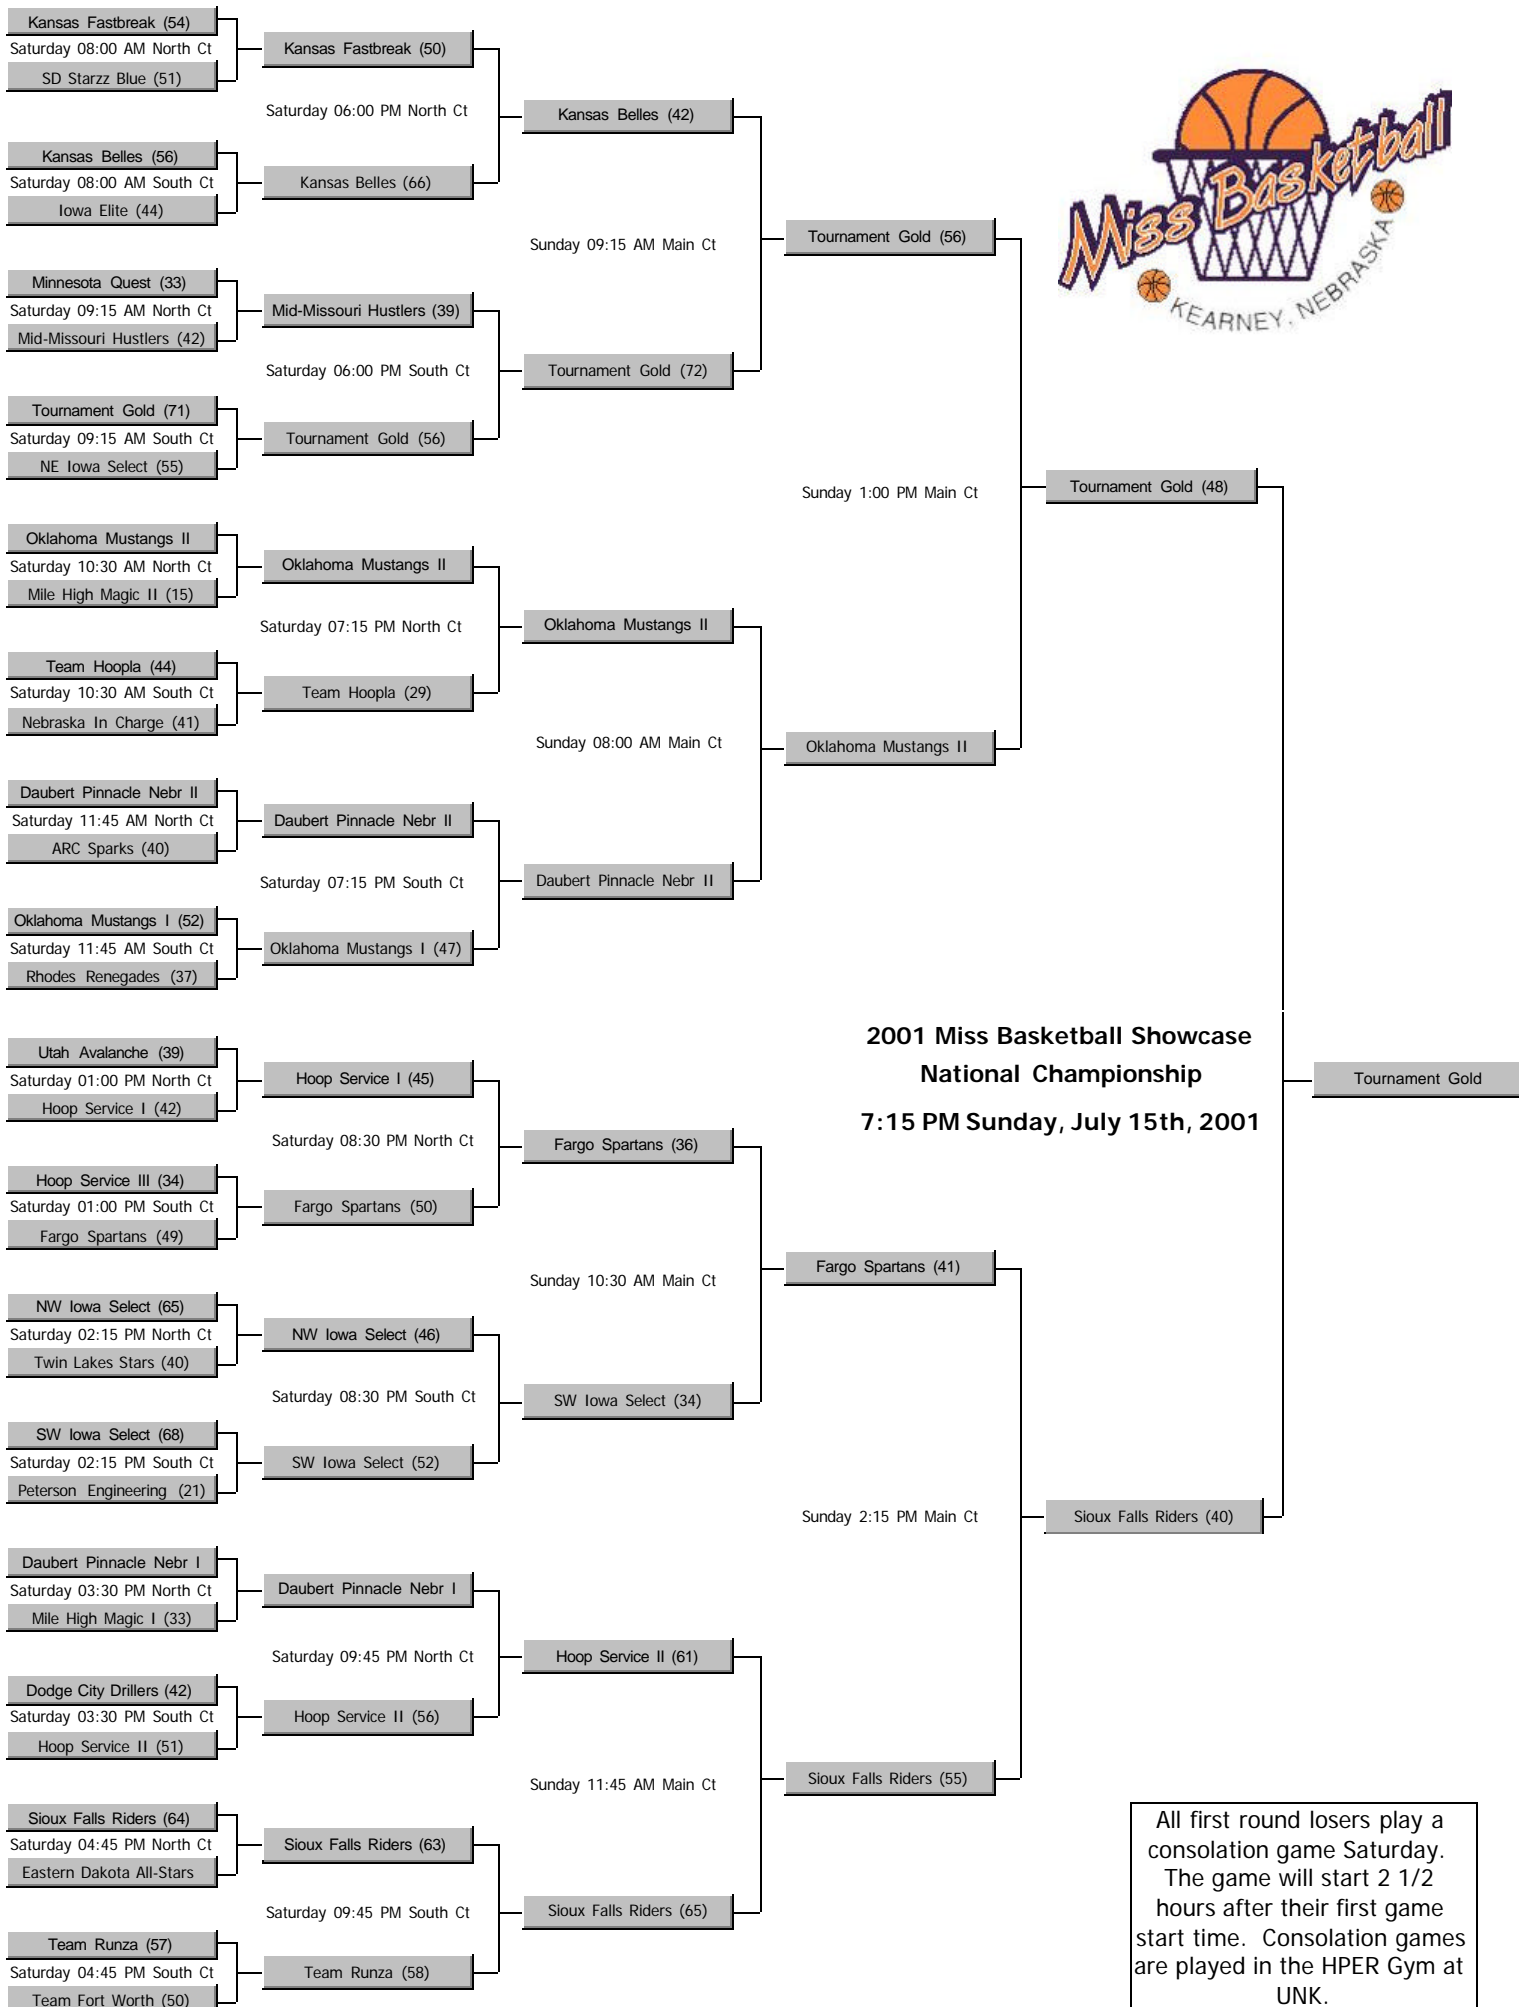 Kansas Fastbreak (54)
Saturday 08:00 AM North Ct
SD Starzz Blue (51)
Kansas Belles (56)
Saturday 08:00 AM South Ct
Iowa Elite (44)
Minnesota Quest (33)
Saturday 09:15 AM North Ct
Mid-Missouri Hustlers (42)
Tournament Gold (71)
Saturday 09:15 AM South Ct
NE Iowa Select (55)
Oklahoma Mustangs II
Saturday 10:30 AM North Ct
Mile High Magic II (15)
Team Hoopla (44)
Saturday 10:30 AM South Ct
Nebraska In Charge (41)
Daubert Pinnacle Nebr II
Saturday 11:45 AM North Ct
ARC Sparks (40)
Oklahoma Mustangs I (52)
Saturday 11:45 AM South Ct
Rhodes Renegades (37)
Utah Avalanche (39)
Saturday 01:00 PM North Ct
Hoop Service I (42)
Hoop Service III (34)
Saturday 01:00 PM South Ct
Fargo Spartans (49)
NW Iowa Select (65)
Saturday 02:15 PM North Ct
Twin Lakes Stars (40)
SW Iowa Select (68)
Saturday 02:15 PM South Ct
Peterson Engineering (21)
Daubert Pinnacle Nebr I
Saturday 03:30 PM North Ct
Mile High Magic I (33)
Dodge City Drillers (42)
Saturday 03:30 PM South Ct
Hoop Service II (51)
Sioux Falls Riders (64)
Saturday 04:45 PM North Ct
Eastern Dakota All-Stars
Team Runza (57)
Saturday 04:45 PM South Ct
Team Fort Worth (50)
Kansas Fastbreak (50)
Saturday 06:00 PM North Ct
Kansas Belles (66)
Mid-Missouri Hustlers (39)
Saturday 06:00 PM South Ct
Tournament Gold (56)
Oklahoma Mustangs II
Saturday 07:15 PM North Ct
Team Hoopla (29)
Daubert Pinnacle Nebr II
Saturday 07:15 PM South Ct
Oklahoma Mustangs I (47)
Hoop Service I (45)
Saturday 08:30 PM North Ct
Fargo Spartans (50)
NW Iowa Select (46)
Saturday 08:30 PM South Ct
SW Iowa Select (52)
Daubert Pinnacle Nebr I
Saturday 09:45 PM North Ct
Hoop Service II (56)
Sioux Falls Riders (63)
Saturday 09:45 PM South Ct
Team Runza (58)
Kansas Belles (42)
Sunday 09:15 AM Main Ct
Tournament Gold (72)
Oklahoma Mustangs II
Sunday 08:00 AM Main Ct
Daubert Pinnacle Nebr II
Fargo Spartans (36)
Sunday 10:30 AM Main Ct
SW Iowa Select (34)
Hoop Service II (61)
Sunday 11:45 AM Main Ct
Sioux Falls Riders (65)
Tournament Gold (56)
Sunday 1:00 PM Main Ct
Oklahoma Mustangs II
Fargo Spartans (41)
Sunday 2:15 PM Main Ct
Sioux Falls Riders (55)
Tournament Gold (48)
Sioux Falls Riders (40)
Miss Basketball
KEARNEY, NEBRASKA
2001 Miss Basketball Showcase
National Championship
7:15 PM Sunday, July 15th, 2001
Tournament Gold
All first round losers play a
consolation game Saturday.
The game will start 2 1/2
hours after their first game
start time. Consolation games
are played in the HPER Gym at
UNK.